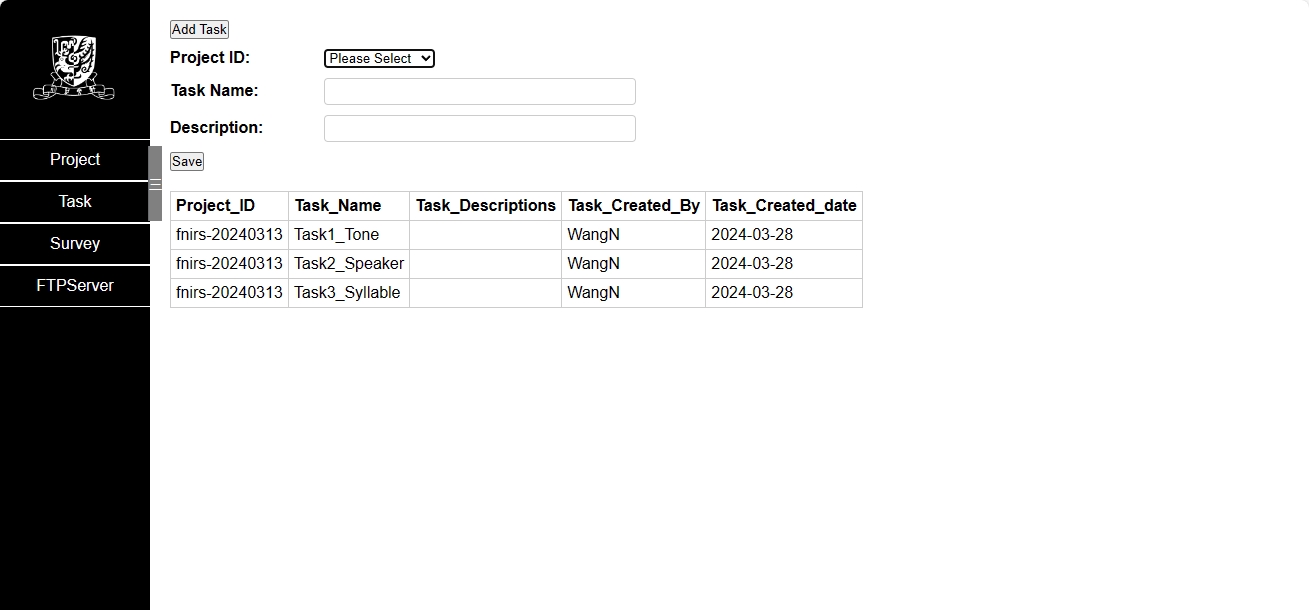 Add Task
Project ID: Please Select
Task Name:
Description:
Save
Project
Task
Survey
FTPServer
Project_ID Task_Name Task_Descriptions Task_Created_By Task_Created_date
fnirs-20240313 Task1_Tone WangN 2024-03-28
fnirs-20240313 Task2_Speaker WangN 2024-03-28
fnirs-20240313 Task3_Syllable WangN 2024-03-28